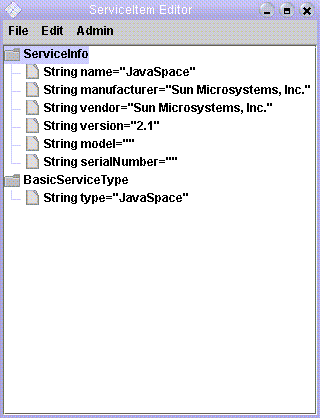 ServiceItem Editor
File Edit Admin
ServiceInfo
String name="JavaSpace"
String manufacturer="Sun Microsystems, Inc."
String vendor="Sun Microsystems, Inc."
String version="2.1"
String model=""
String serialNumber=""
BasicServiceType
String type="JavaSpace"